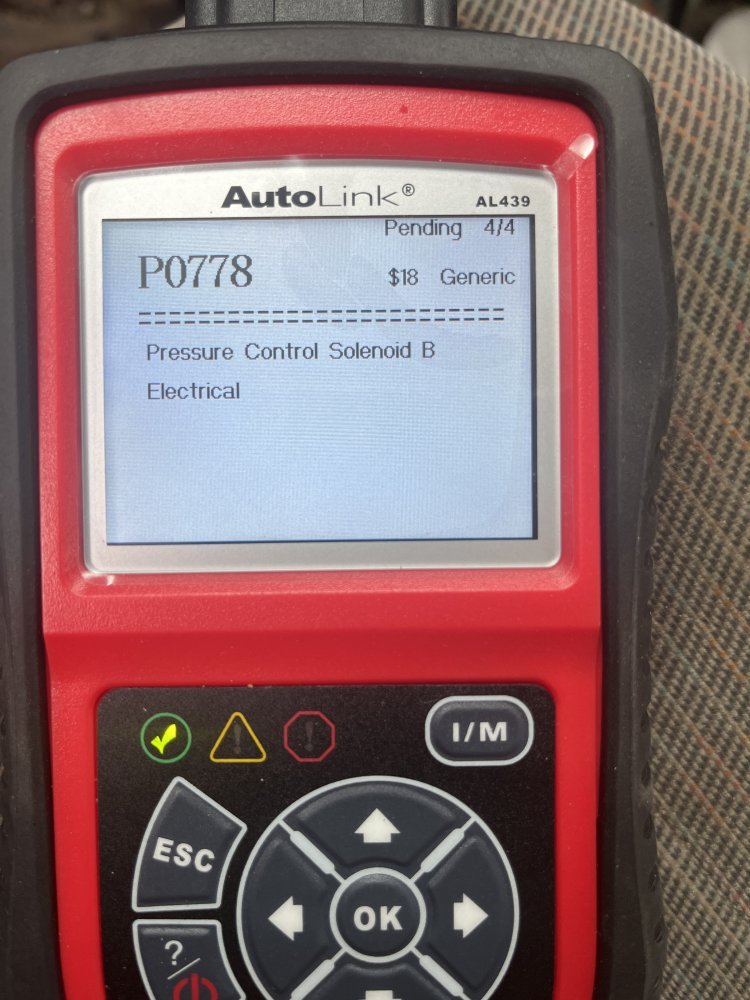 AutoLink®
AL439
Pending 4/4
P0778 $18 Generic
==========================
Pressure Control Solenoid B
Electrical
I/M
ESC
OK
?